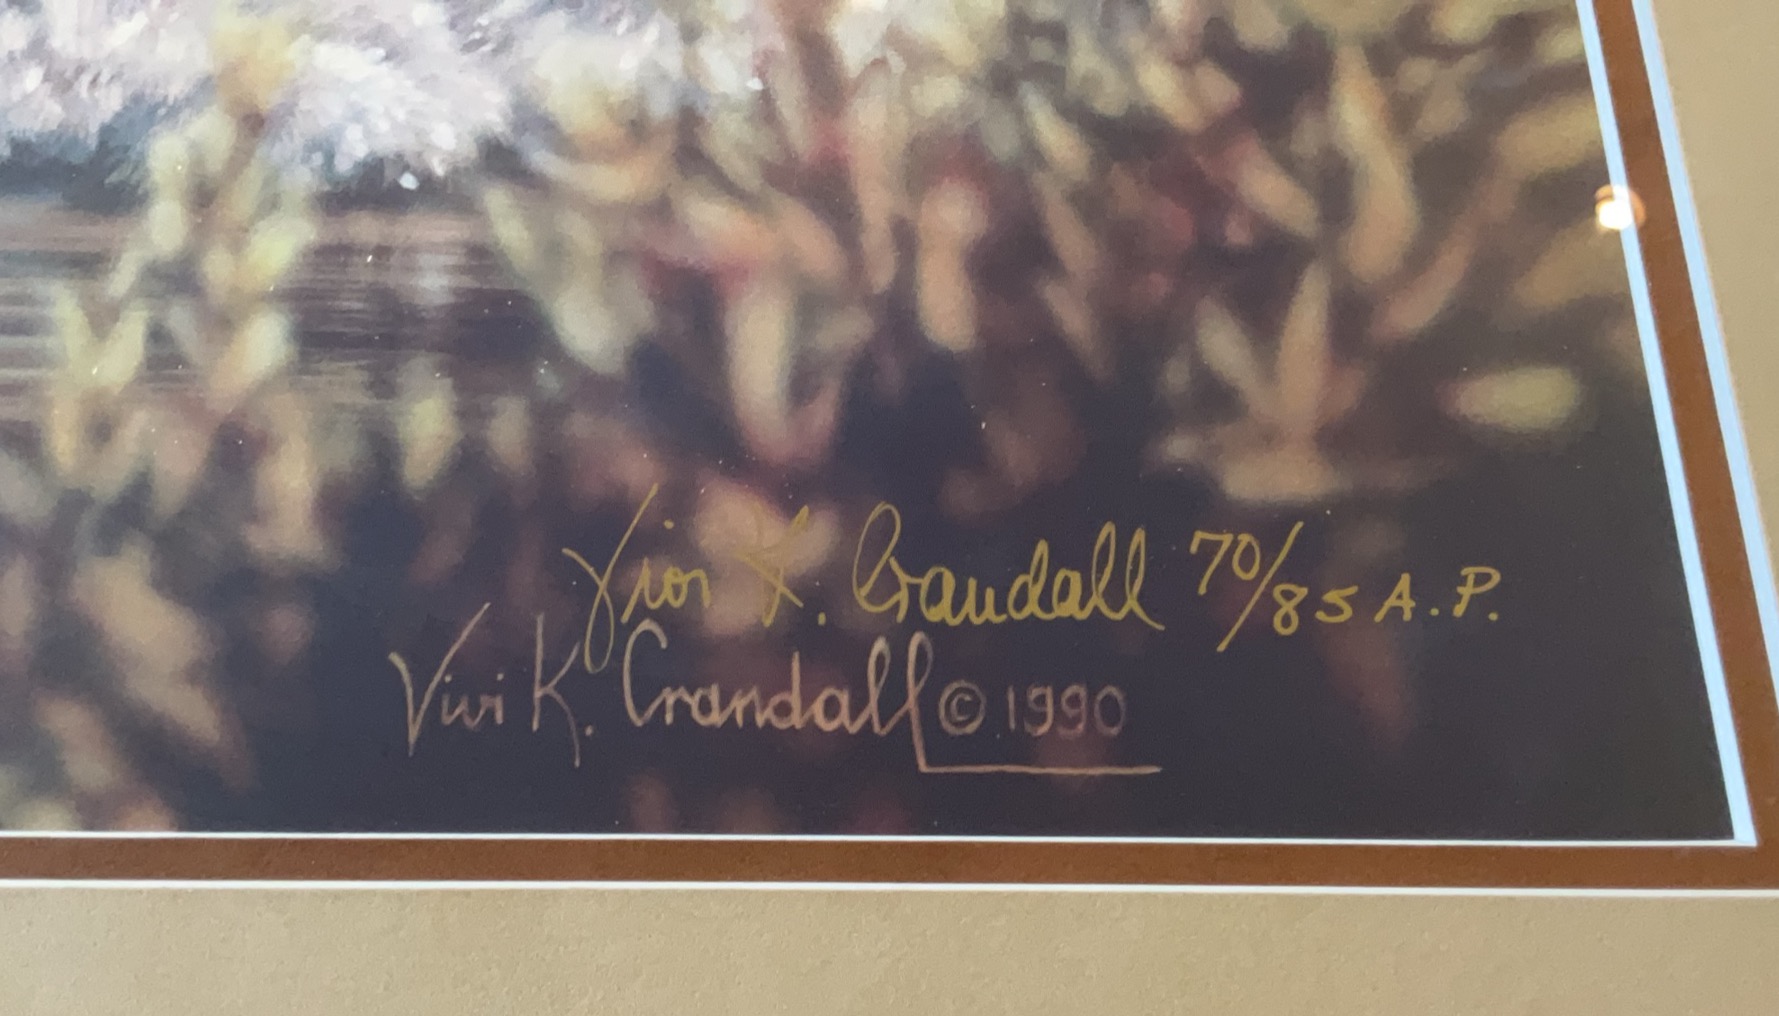 Vivi K. Crandall 70/85 A.P.
Vivi K. Crandall © 1990